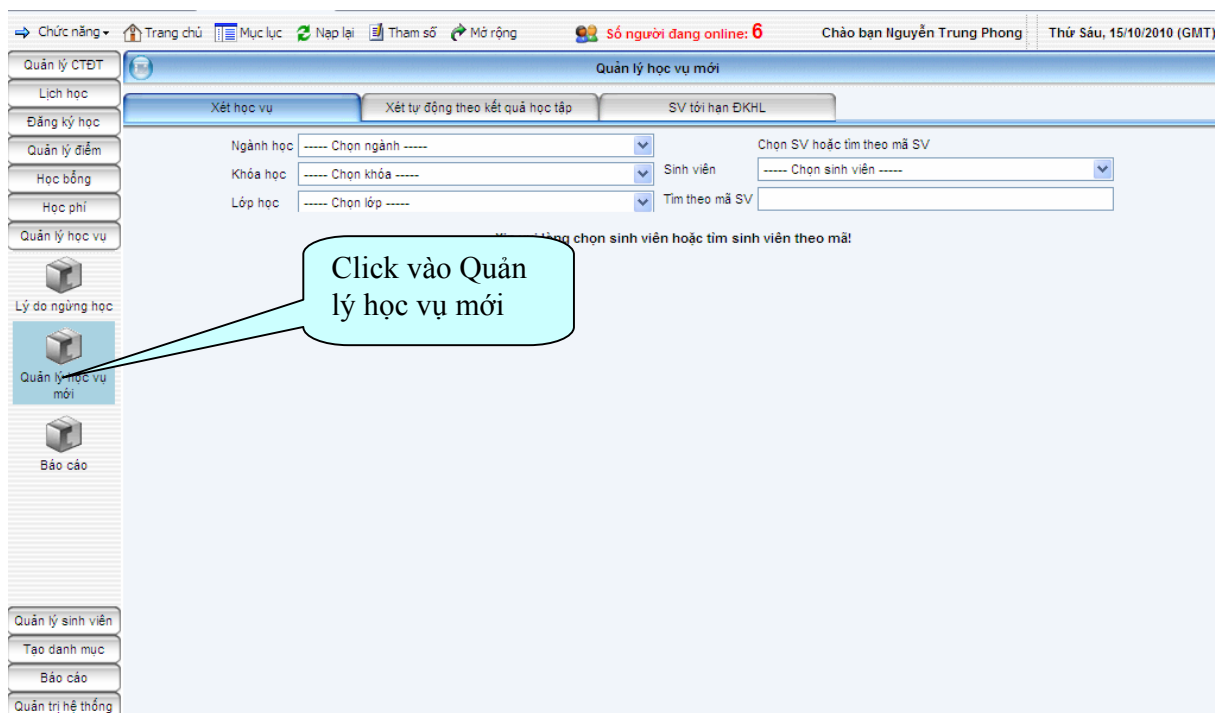 Chức năng Trang chủ Mục lục Nạp lại Tham số Mở rộng Số người đang online: 6 Chào bạn Nguyễn Trung Phong Thứ Sáu, 15/10/2010 (GMT)
Quản lý CTĐT
Lịch học
Đăng ký học
Quản lý điểm
Học bổng
Học phí
Quản lý học vụ
Lý do ngừng học
Quản lý học vụ
mới
Báo cáo
Quản lý sinh viên
Tạo danh mục
Báo cáo
Quản trị hệ thống
Quản lý học vụ mới
Xét học vụ Xét tự động theo kết quả học tập SV tới hạn ĐKHL
Ngành học ----- Chọn ngành -----
Khóa học ----- Chọn khóa -----
Lớp học ----- Chọn lớp -----
Chọn SV hoặc tìm theo mã SV
Sinh viên ----- Chọn sinh viên -----
Tìm theo mã SV
chọn sinh viên hoặc tìm sinh viên theo mã!
Click vào Quản
lý học vụ mới